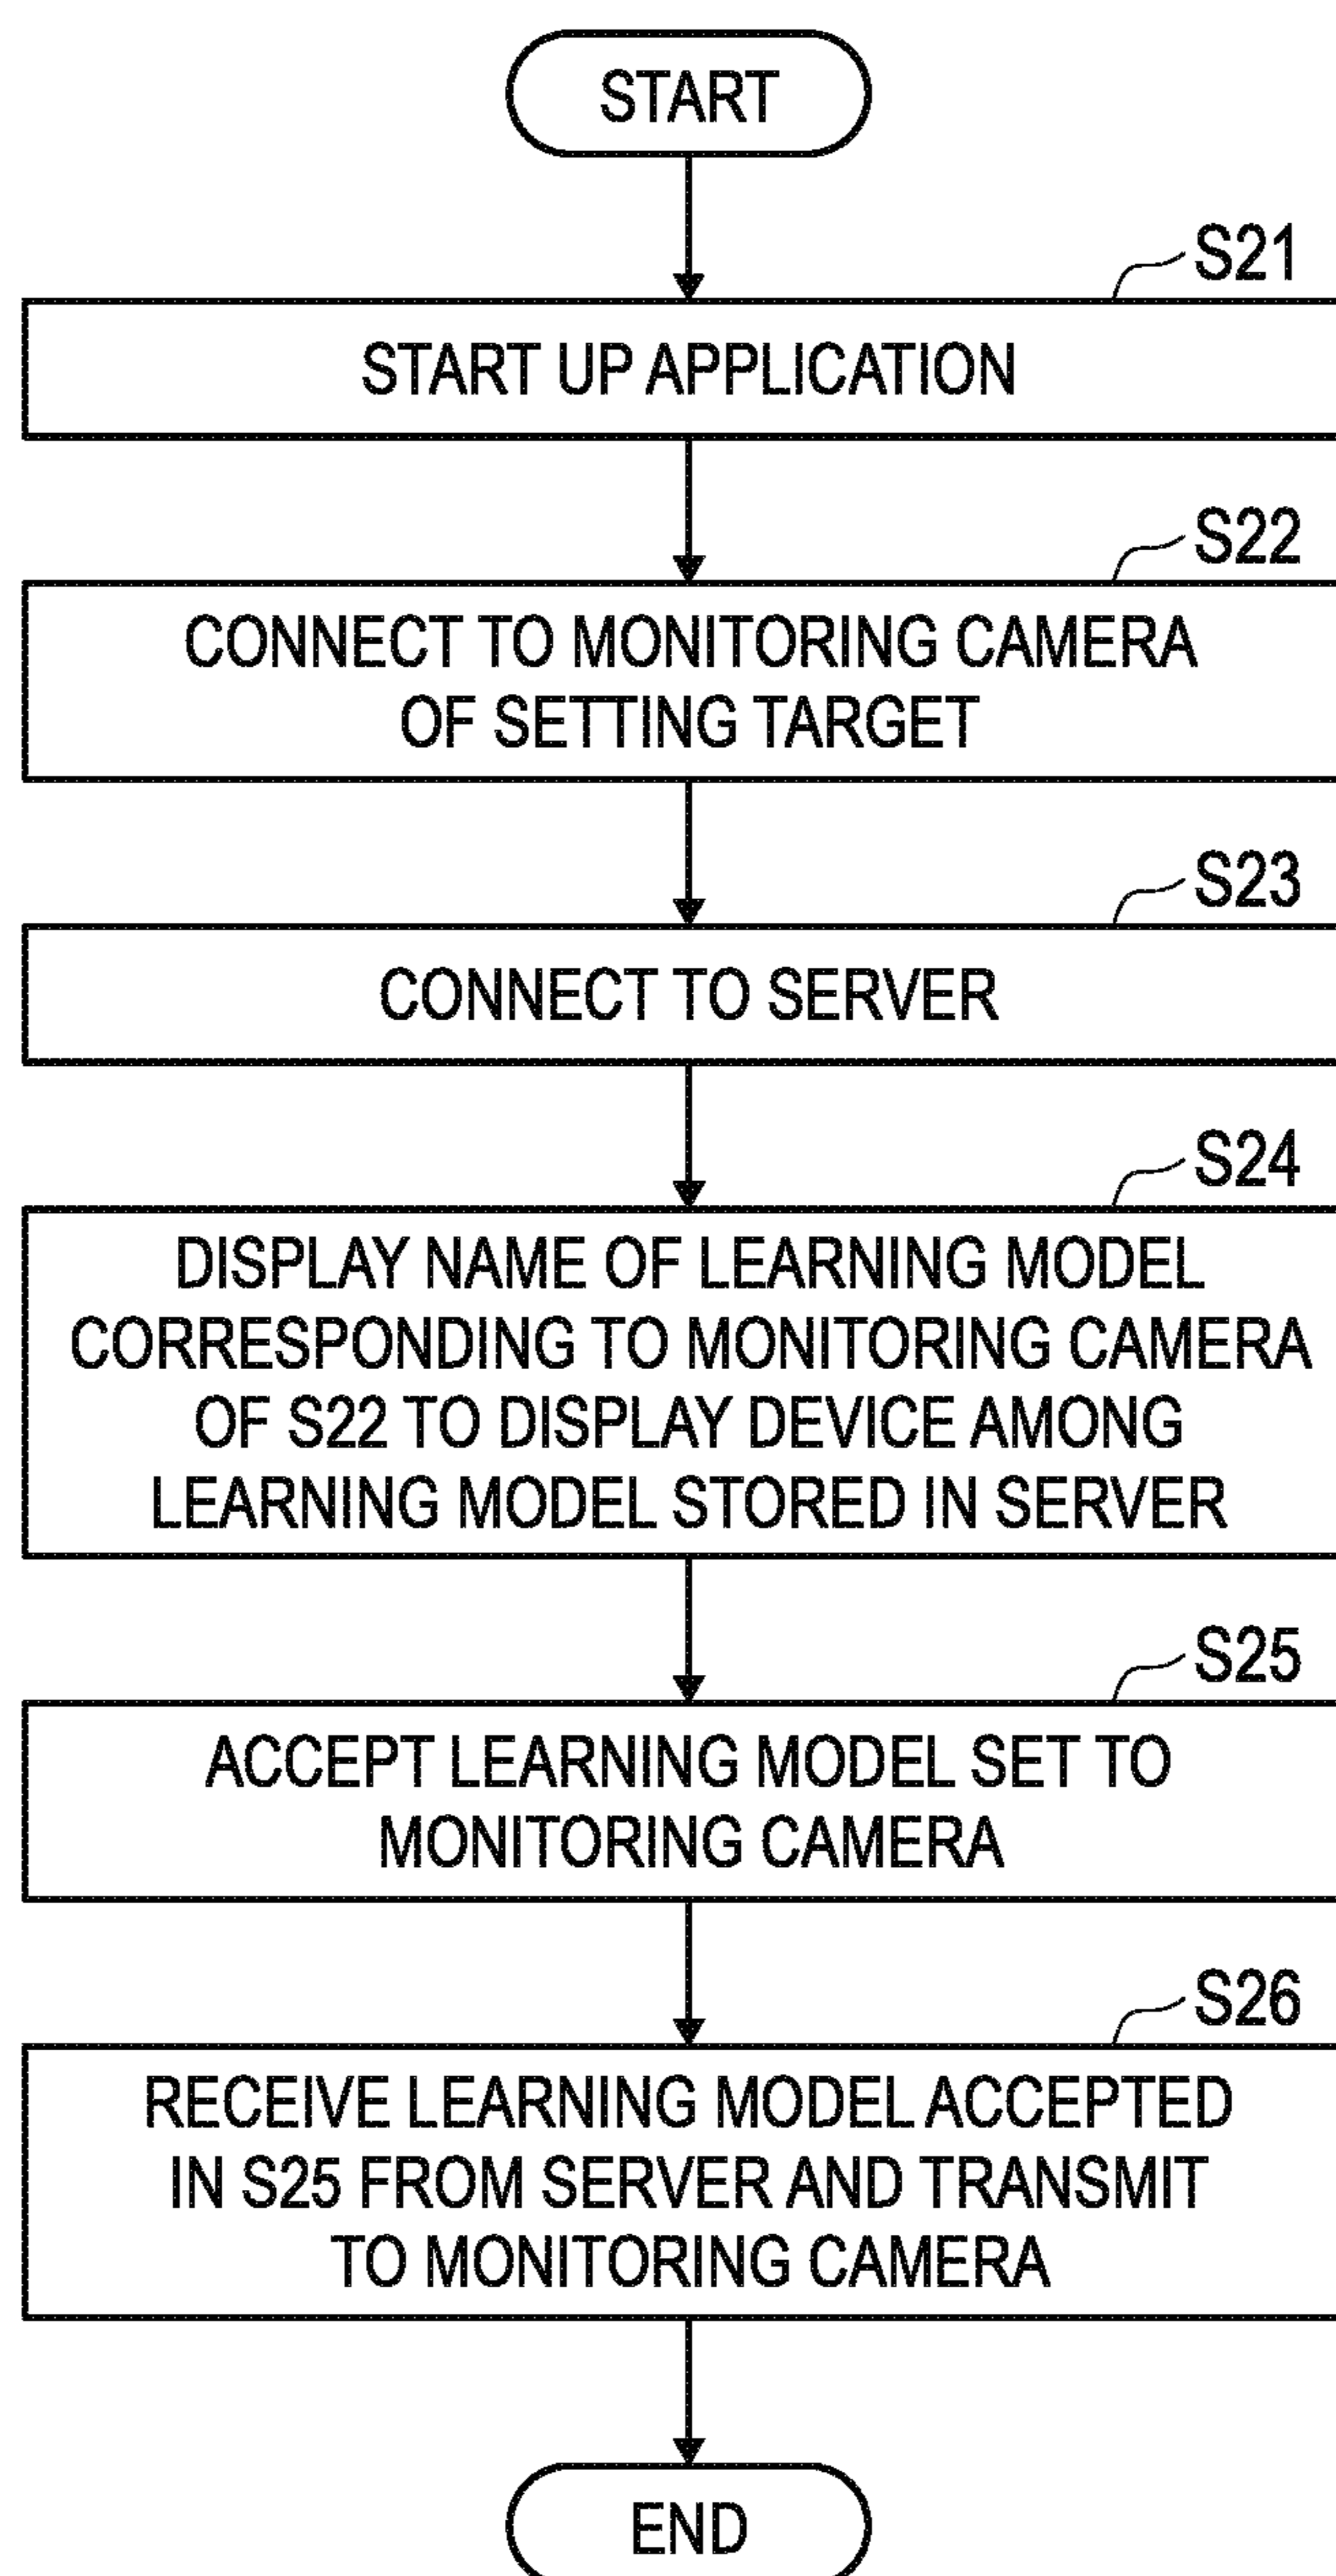 START
S21
START UP APPLICATION
S22
CONNECT TO MONITORING CAMERA
OF SETTING TARGET
S23
CONNECT TO SERVER
S24
DISPLAY NAME OF LEARNING MODEL
CORRESPONDING TO MONITORING CAMERA
OF S22 TO DISPLAY DEVICE AMONG
LEARNING MODEL STORED IN SERVER
S25
ACCEPT LEARNING MODEL SET TO
MONITORING CAMERA
S26
RECEIVE LEARNING MODEL ACCEPTED
IN S25 FROM SERVER AND TRANSMIT
TO MONITORING CAMERA
END